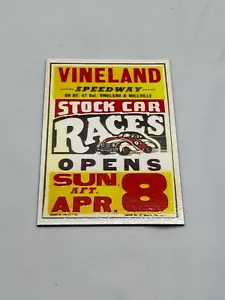 VINELAND
SPEEDWAY
ON RT. 47 Bet. VINELAND & MILLVILLE
STOCK CAR
RACES
OPENS
SUN.
AFT.
APR. 8